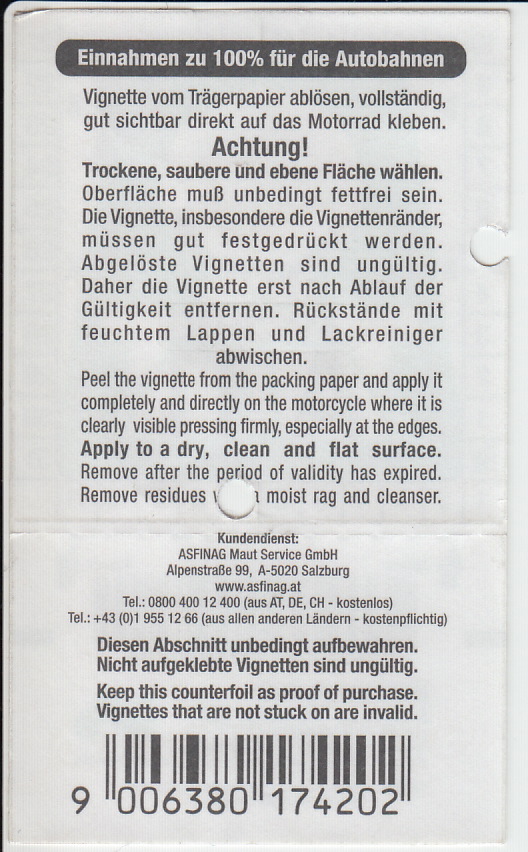 Einnahmen zu 100% für die Autobahnen
Vignette vom Trägerpapier ablösen, vollständig,
gut sichtbar direkt auf das Motorrad kleben.
Achtung!
Trockene, saubere und ebene Fläche wählen.
Oberfläche muß unbedingt fettfrei sein.
Die Vignette, insbesondere die Vignettenränder,
müssen gut festgedrückt werden.
Abgelöste Vignetten sind ungültig.
Daher die Vignette erst nach Ablauf der
Gültigkeit entfernen. Rückstände mit
feuchtem Lappen und Lackreiniger
abwischen.
Peel the vignette from the packing paper and apply it
completely and directly on the motorcycle where it is
clearly visible pressing firmly, especially at the edges.
Apply to a dry, clean and flat surface.
Remove after the period of validity has expired.
Remove residues moist rag and cleanser.
Kundendienst:
ASFINAG Maut Service GmbH
Alpenstraße 99, A-5020 Salzburg
www.asfinag.at
Tel.: 0800 400 12 400 (aus AT, DE, CH - kostenlos)
Tel.: +43 (0)1 955 12 66 (aus allen anderen Ländern - kostenpflichtig)
Diesen Abschnitt unbedingt aufbewahren.
Nicht aufgeklebte Vignetten sind ungültig.
Keep this counterfoil as proof of purchase.
Vignettes that are not stuck on are invalid.
9 006380 174202